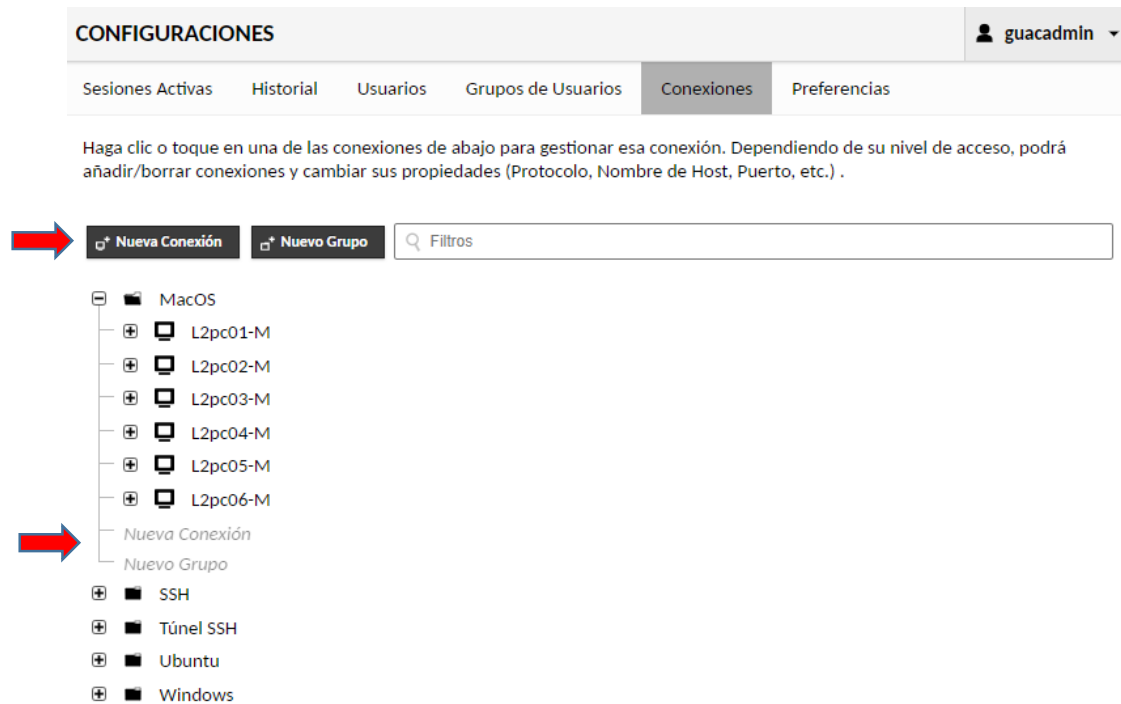 CONFIGURACIONES
guacadmin
Sesiones Activas Historial Usuarios Grupos de Usuarios Conexiones Preferencias
Haga clic o toque en una de las conexiones de abajo para gestionar esa conexión. Dependiendo de su nivel de acceso, podrá
añadir/borrar conexiones y cambiar sus propiedades (Protocolo, Nombre de Host, Puerto, etc.) .
Nueva Conexión Nuevo Grupo Filtros
MacOS
L2pc01-M
L2pc02-M
L2pc03-M
L2pc04-M
L2pc05-M
L2pc06-M
Nueva Conexión
Nuevo Grupo
SSH
Túnel SSH
Ubuntu
Windows